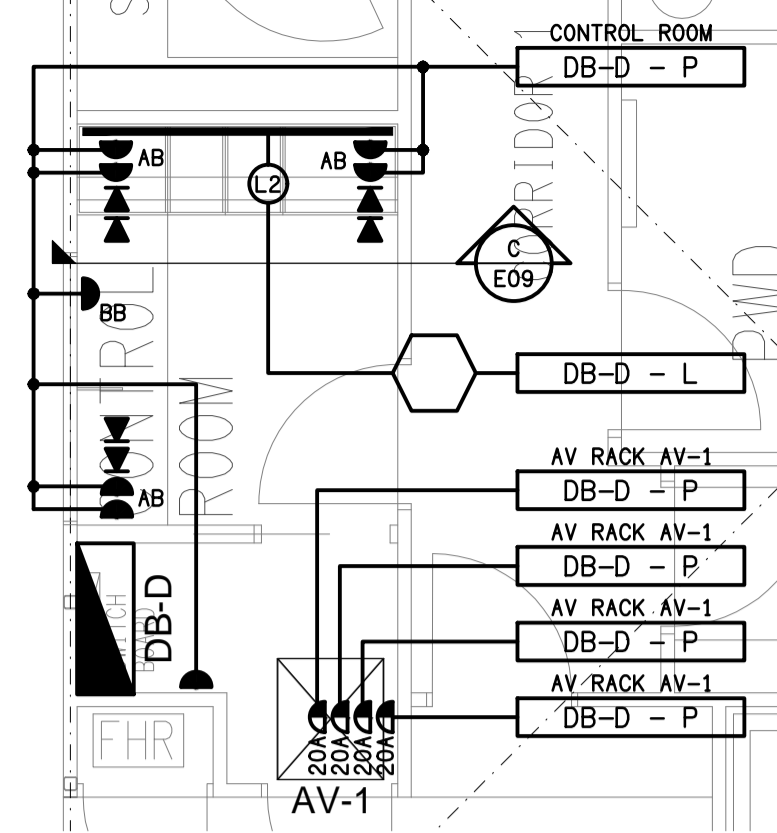 CONTROL ROOM
DB-D - P
CORRIDOR
AB
AB
L2
C
E09
BB
CONTROL
ROOM
PWD
DB-D - L
AV RACK AV-1
DB-D - P
AB
AV RACK AV-1
DB-D - P
AV RACK AV-1
DB-D - P
AV RACK AV-1
DB-D - P
DB-D
BOARD
FHR
20A
20A
20A
20A
AV-1